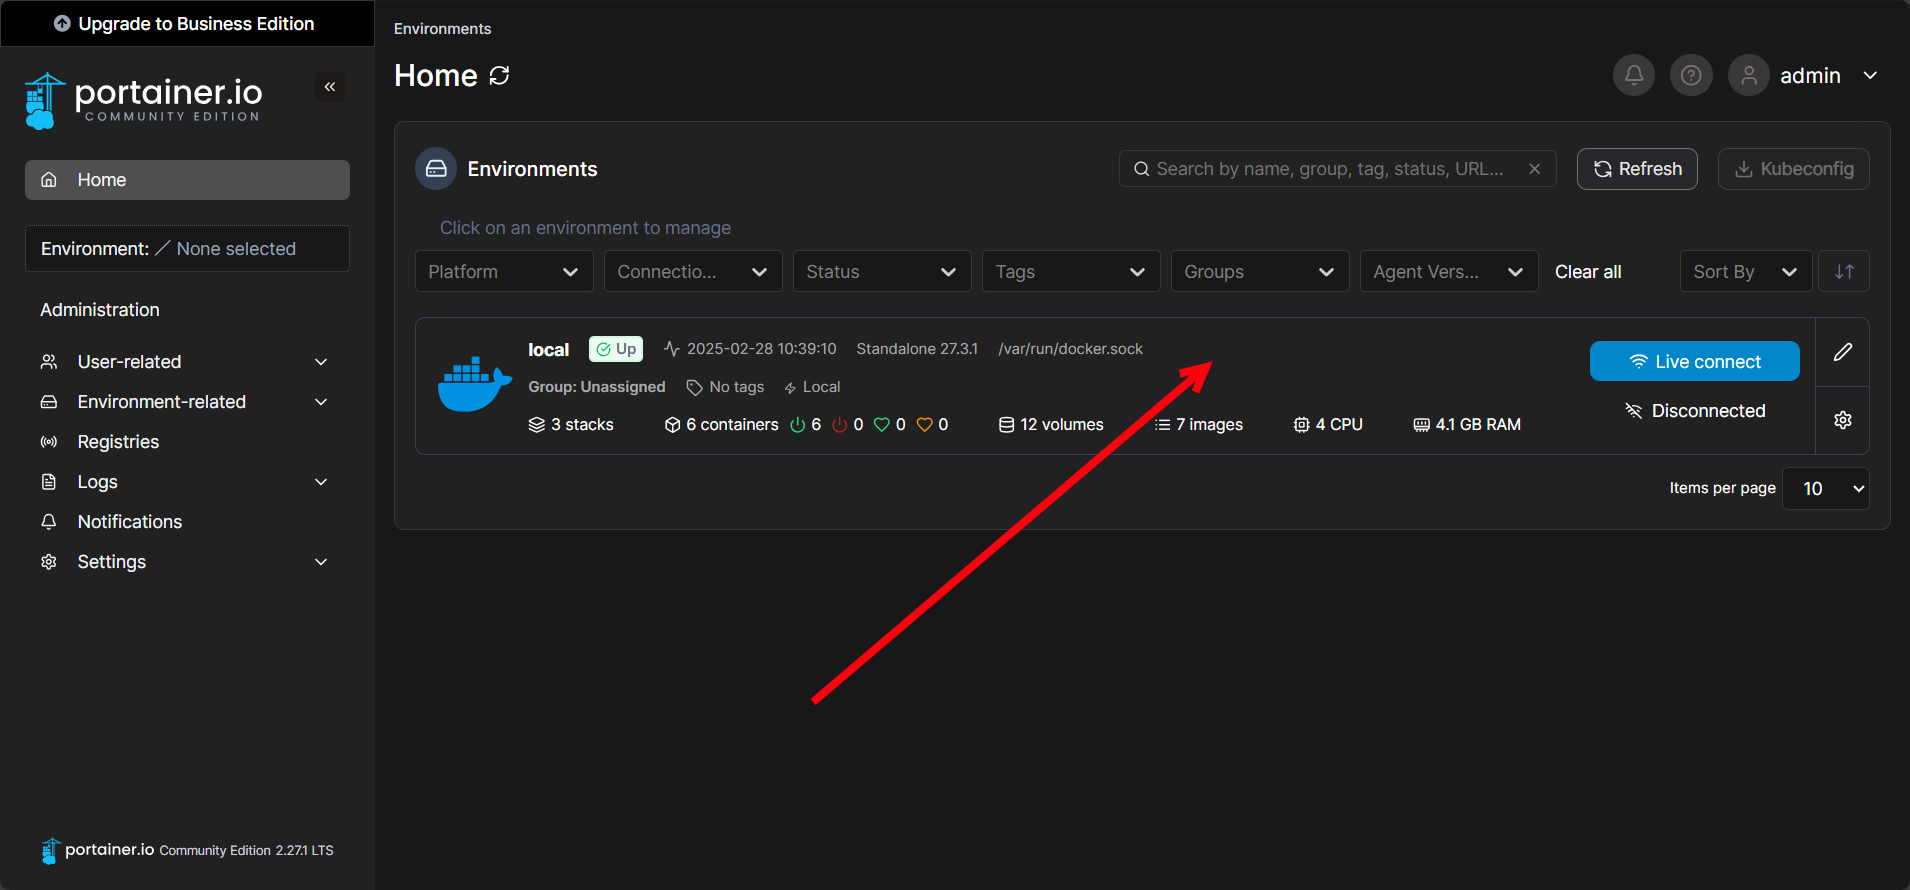 Upgrade to Business Edition
portainer.io
COMMUNITY EDITION
Home
Environment: None selected
Administration
User-related
Environment-related
Registries
Logs
Notifications
Settings
portainer.io Community Edition 2.27.1 LTS
Environments
Home
admin
Environments
Search by name, group, tag, status, URL...
Refresh
Kubeconfig
Click on an environment to manage
Platform
Connectio...
Status
Tags
Groups
Agent Vers...
Clear all
Sort By
local Up 2025-02-28 10:39:10 Standalone 27.3.1 /var/run/docker.sock
Group: Unassigned No tags Local
3 stacks 6 containers 6 0 0 0 12 volumes 7 images 4 CPU 4.1 GB RAM
Live connect
Disconnected
Items per page 10